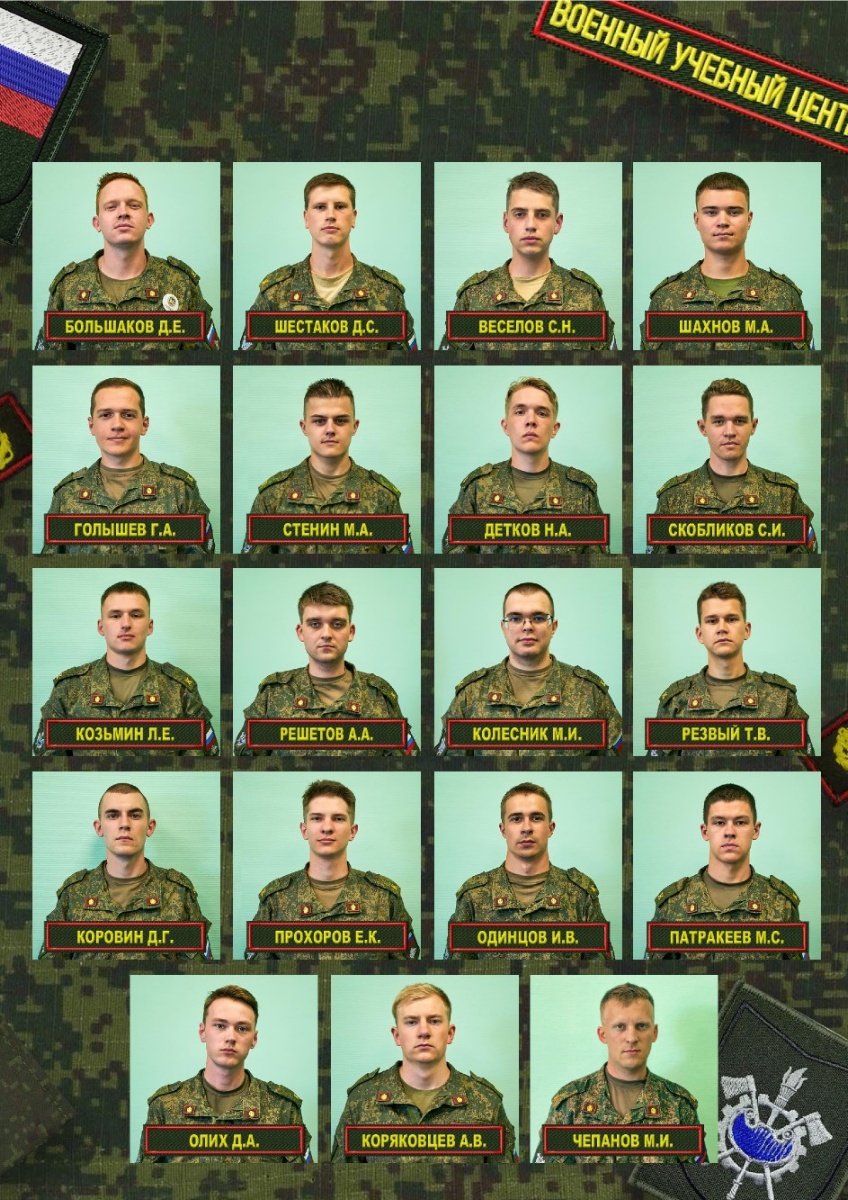 ВОЕННЫЙ УЧЕБНЫЙ ЦЕНТ
БОЛЬШАКОВ Д.Е.
ШЕСТАКОВ Д.С.
ВЕСЕЛОВ С.Н.
ШАХНОВ М.А.
ГОЛЫШЕВ Г.А.
СТЕНИН М.А.
ДЕТКОВ Н.А.
СКОБЛИКОВ С.И.
КОЗЬМИН Л.Е.
РЕШЕТОВ А.А.
КОЛЕСНИК М.И.
РЕЗВЫЙ Т.В.
КОРОВИН Д.Г.
ПРОХОРОВ Е.К.
ОДИНЦОВ И.В.
ПАТРАКЕЕВ М.С.
ОЛИХ Д.А.
КОРЯКОВЦЕВ А.В.
ЧЕПАНОВ М.И.